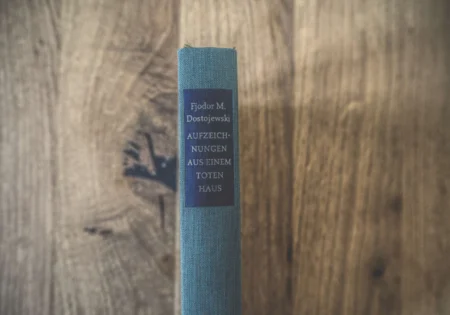 Fjodor M.
Dostojewski
AUFZEICH-
NUNGEN
AUS EINEM
TOTEN
HAUS